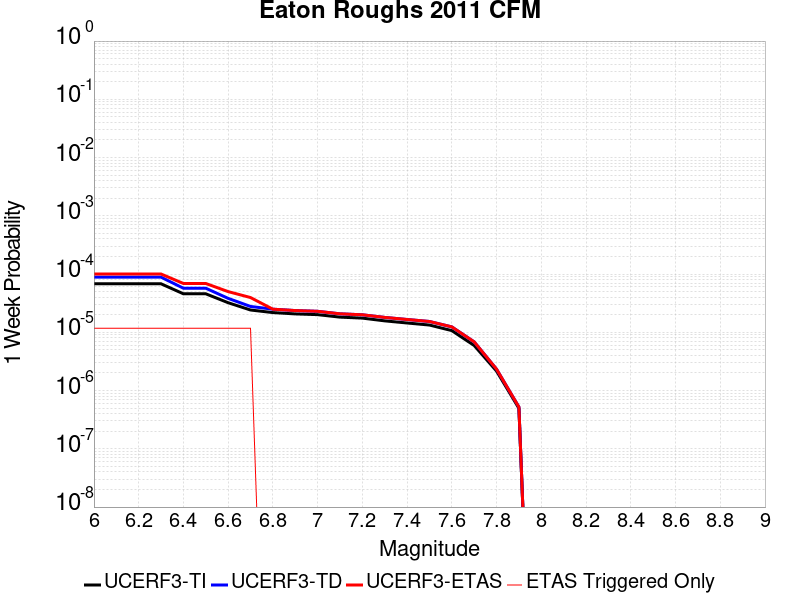 Eaton Roughs 2011 CFM
10 0
10 -1
10 -2
10 -3
10 -4
10 -5
10 -6
10 -7
10 -8
1 Week Probability
6 6.2 6.4 6.6 6.8 7 7.2 7.4 7.6 7.8 8 8.2 8.4 8.6 8.8 9
Magnitude
UCERF3-TI UCERF3-TD UCERF3-ETAS ETAS Triggered Only